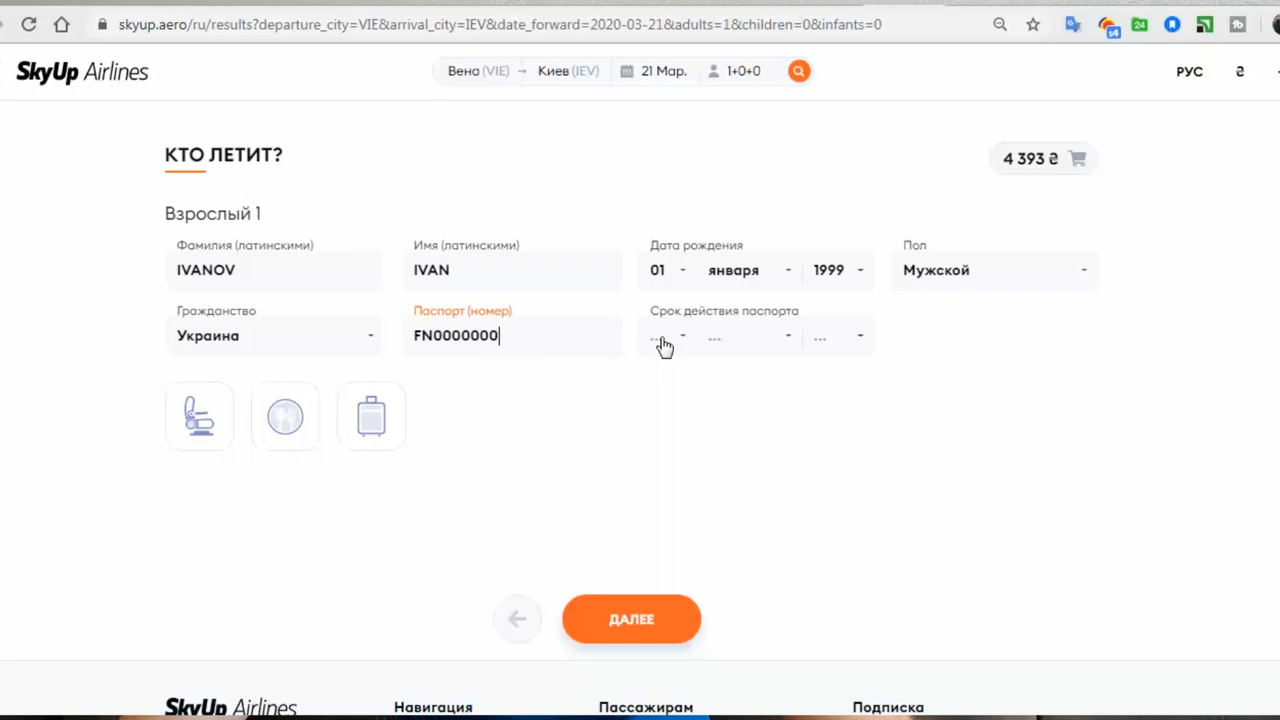 skyup.aero/ru/results?departure_city=VIE&arrival_city=IEV&date_forward=2020-03-21&adults=1&children=0&infants=0
24
s4
SkyUp Airlines
Вена (VIE) → Киев (IEV) 21 Мар. 1+0+0
РУС ₴
КТО ЛЕТИТ?
4 393 ₴
Взрослый 1
Фамилия (латинскими) Имя (латинскими) Дата рождения Пол
IVANOV IVAN 01 января 1999 Мужской
Гражданство Паспорт (номер) Срок действия паспорта
Украина FN0000000 ... ... ...
ДАЛЕЕ
SkyUp Airlines Навигация Пассажирам Подписка